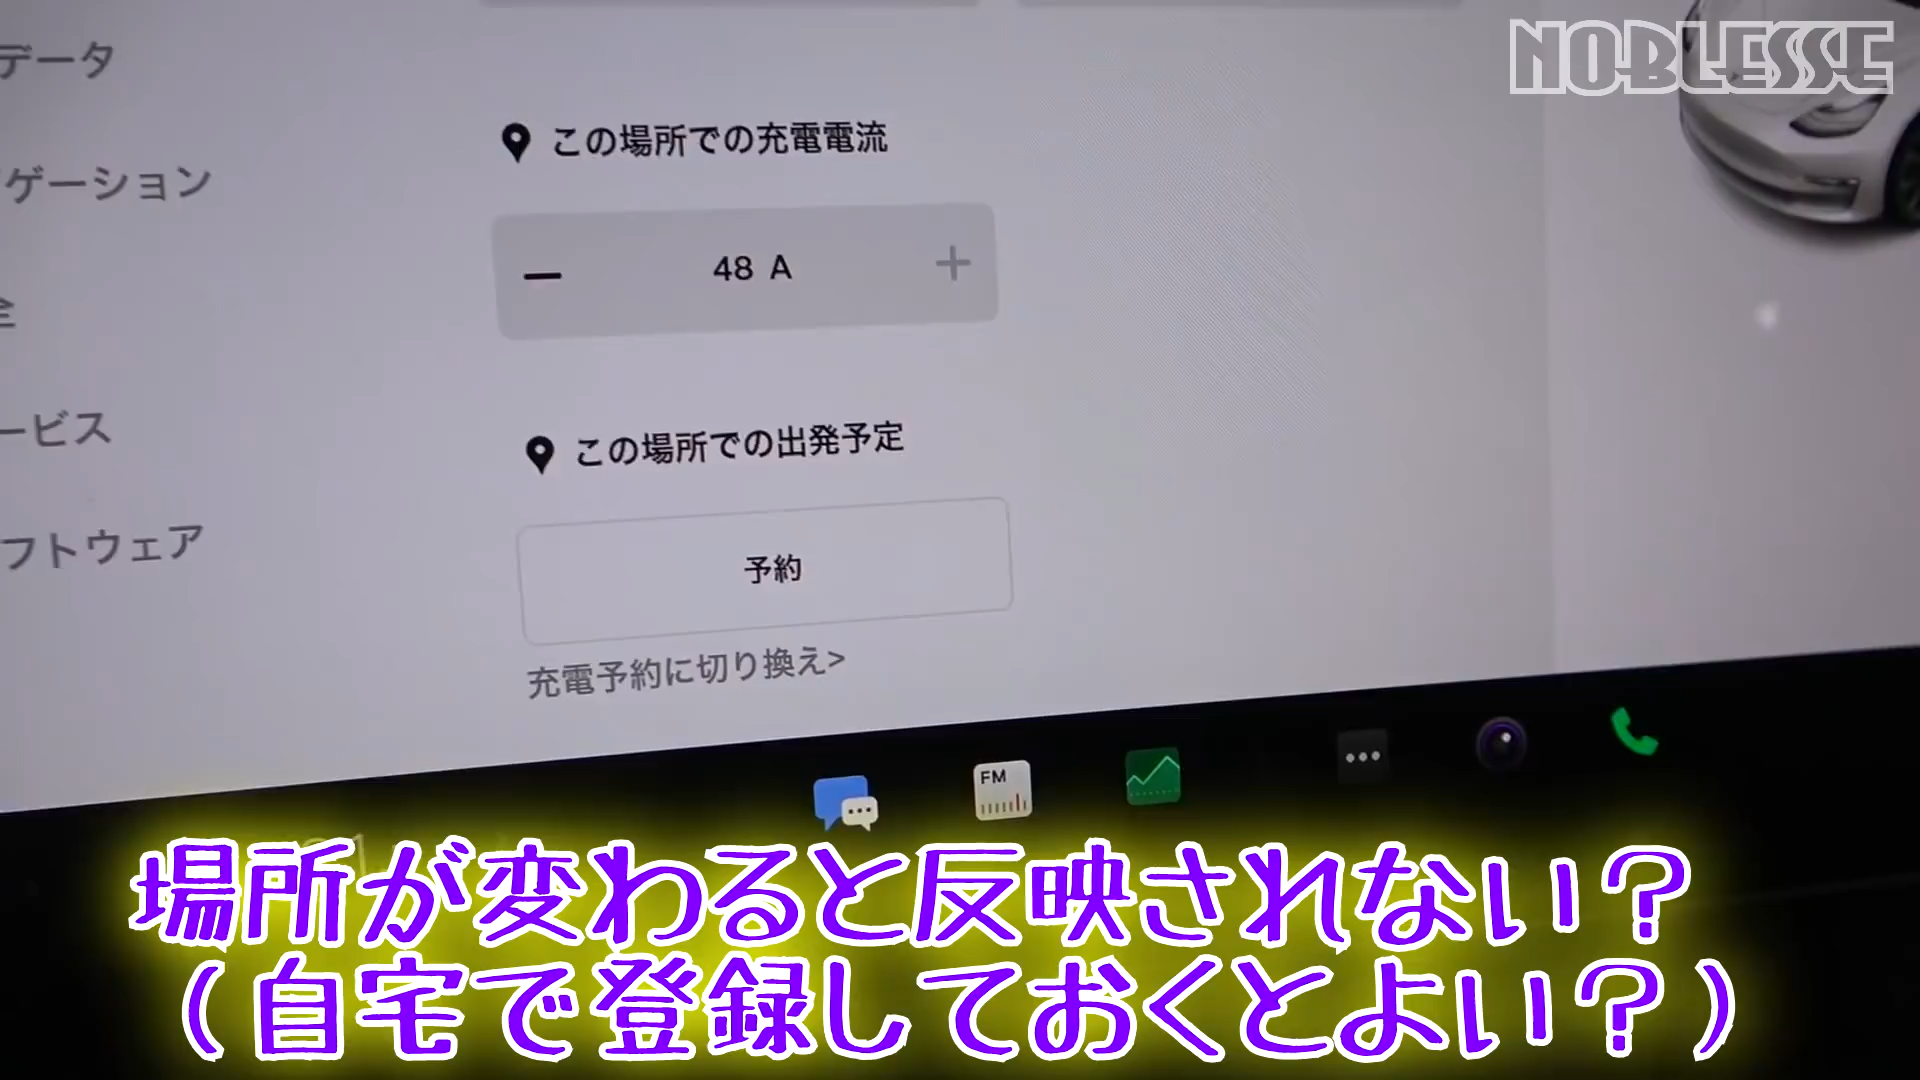 NOBLESSE
データ
この場所での充電電流
ゲーション
48 A
全
この場所での出発予定
ービス
フトウェア
予約
充電予約に切り換え>
FM
場所が変わると反映されない？
（自宅で登録しておくとよい？）